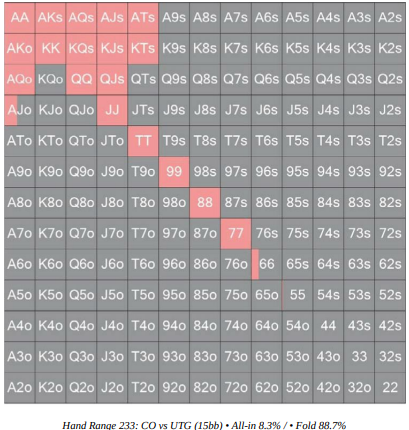 AA AKs AQs AJs ATs A9s A8s A7s A6s A5s A4s A3s A2s
AKo KK KQs KJs KTs K9s K8s K7s K6s K5s K4s K3s K2s
AQo KQo QQ QJs QTs Q9s Q8s Q7s Q6s Q5s Q4s Q3s Q2s
AJo KJo QJo JJ JTs J9s J8s J7s J6s J5s J4s J3s J2s
ATo KTo QTo JTo TT T9s T8s T7s T6s T5s T4s T3s T2s
A9o K9o Q9o J9o T9o 99 98s 97s 96s 95s 94s 93s 92s
A8o K8o Q8o J8o T8o 98o 88 87s 86s 85s 84s 83s 82s
A7o K7o Q7o J7o T7o 97o 87o 77 76s 75s 74s 73s 72s
A6o K6o Q6o J6o T6o 96o 86o 76o 66 65s 64s 63s 62s
A5o K5o Q5o J5o T5o 95o 85o 75o 65o 55 54s 53s 52s
A4o K4o Q4o J4o T4o 94o 84o 74o 64o 54o 44 43s 42s
A3o K3o Q3o J3o T3o 93o 83o 73o 63o 53o 43o 33 32s
A2o K2o Q2o J2o T2o 92o 82o 72o 62o 52o 42o 32o 22
Hand Range 233: CO vs UTG (15bb) • All-in 8.3% / • Fold 88.7%